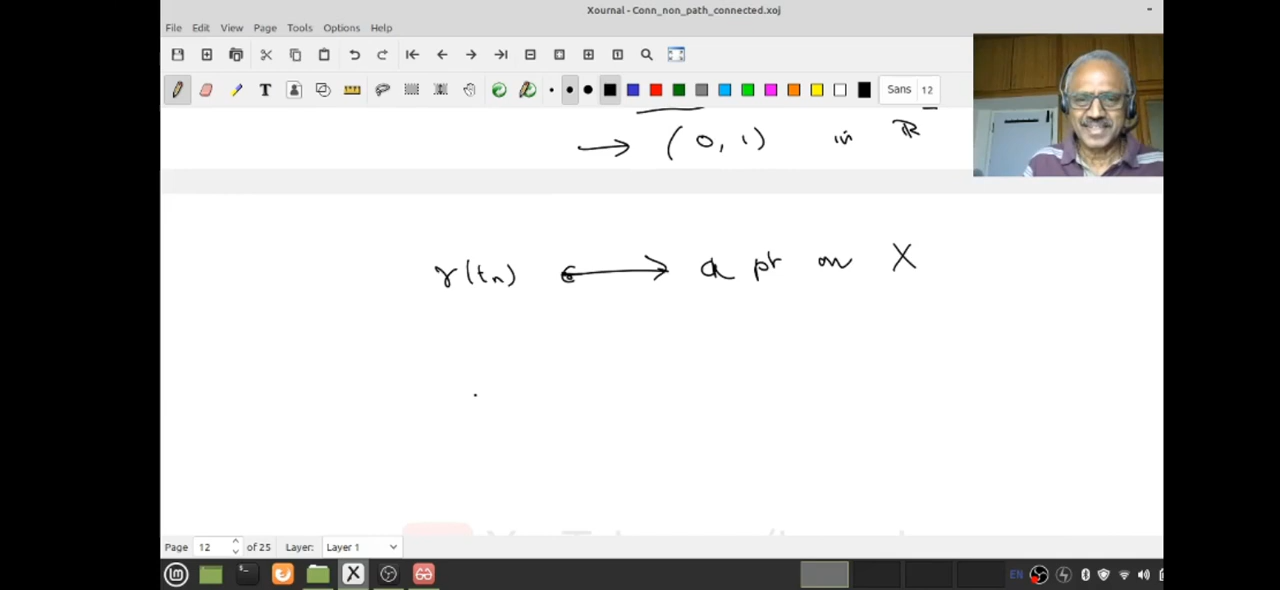 Xournal - Conn_non_path_connected.xoj
File Edit View Page Tools Options Help
Sans 12
→ (0, 1) in ℝ
γ(tₙ) ↔ a pt on X
Page 12 of 25 Layer: Layer 1
EN